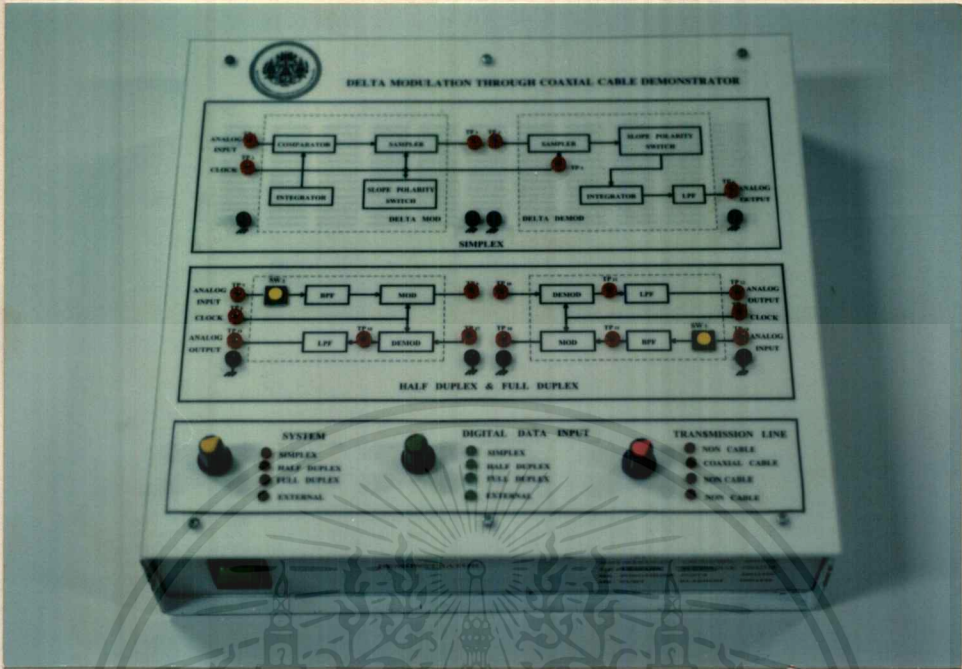 DELTA MODULATION THROUGH COAXIAL CABLE DEMONSTRATOR
ANALOG INPUT
COMPARATOR
SAMPLER
SAMPLER
SLOPE POLARITY SWITCH
CLOCK
INTEGRATOR
SLOPE POLARITY SWITCH
INTEGRATOR
LPF
ANALOG OUTPUT
DELTA MOD
DELTA DEMOD
SIMPLEX
ANALOG INPUT
BPF
MOD
DEMOD
LPF
ANALOG OUTPUT
CLOCK
CLOCK
ANALOG OUTPUT
LPF
DEMOD
MOD
BPF
ANALOG INPUT
HALF DUPLEX & FULL DUPLEX
SYSTEM
SIMPLEX
HALF DUPLEX
FULL DUPLEX
EXTERNAL
DIGITAL DATA INPUT
SIMPLEX
HALF DUPLEX
FULL DUPLEX
EXTERNAL
TRANSMISSION LINE
NON CABLE
COAXIAL CABLE
NON CABLE
NON CABLE